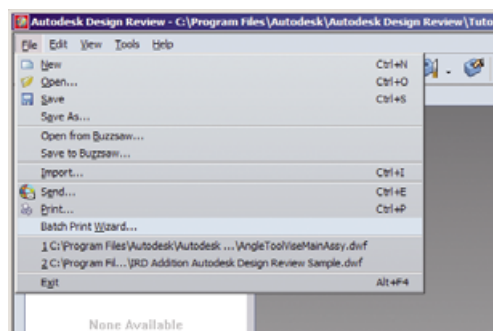 Autodesk Design Review - C:\Program Files\Autodesk\Autodesk Design Review\Tuto
File Edit View Tools Help
New Ctrl+N
Open... Ctrl+O
Save Ctrl+S
Save As...
Open from Buzzsaw...
Save to Buzzsaw...
Import... Ctrl+I
Send... Ctrl+E
Print... Ctrl+P
Batch Print Wizard...
1 C:\Program Files\Autodesk\Autodesk ...\AngleToolViseMainAssy.dwf
2 C:\Program Fil...\IRD Addition Autodesk Design Review Sample.dwf
Exit Alt+F4
None Available